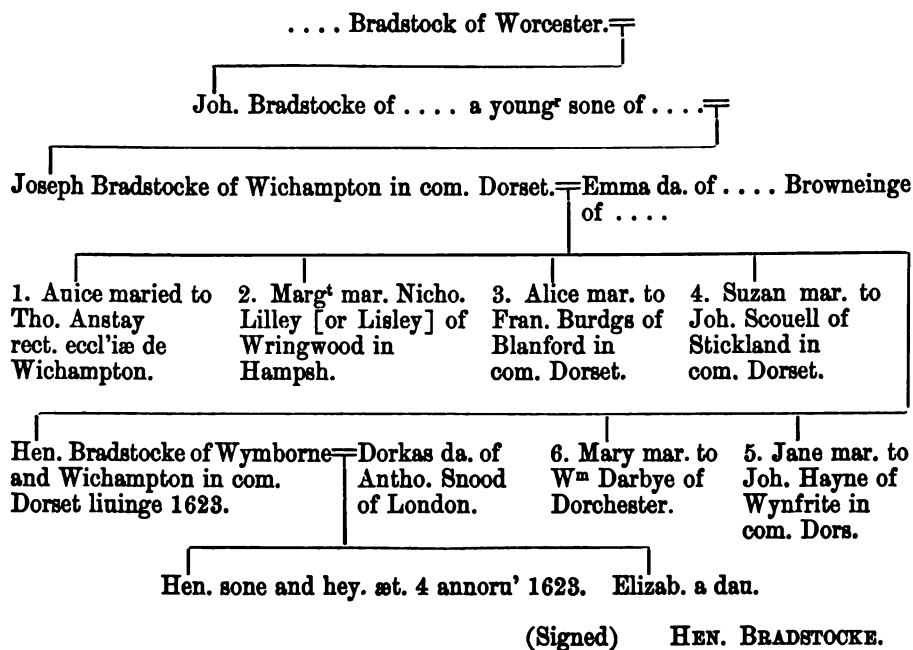 .... Bradstock of Worcester.
Joh. Bradstocke of .... a youngʳ sone of ....
Joseph Bradstocke of Wichampton in com. Dorset.
Emma da. of .... Browneinge
of ....
1. Auice maried to
Tho. Anstay
rect. eccl'iæ de
Wichampton.
2. Margᵗ mar. Nicho.
Lilley [or Lisley] of
Wringwood in
Hampsh.
3. Alice mar. to
Fran. Burdgs of
Blanford in
com. Dorset.
4. Suzan mar. to
Joh. Scouell of
Stickland in
com. Dorset.
Hen. Bradstocke of Wymborne
and Wichampton in com.
Dorset liuinge 1623.
Dorkas da. of
Antho. Snood
of London.
6. Mary mar. to
Wᵐ Darbye of
Dorchester.
5. Jane mar. to
Joh. Hayne of
Wynfrite in
com. Dors.
Hen. sone and hey. æt. 4 annoru' 1623.
Elizab. a dau.
(Signed) HEN. BRADSTOCKE.